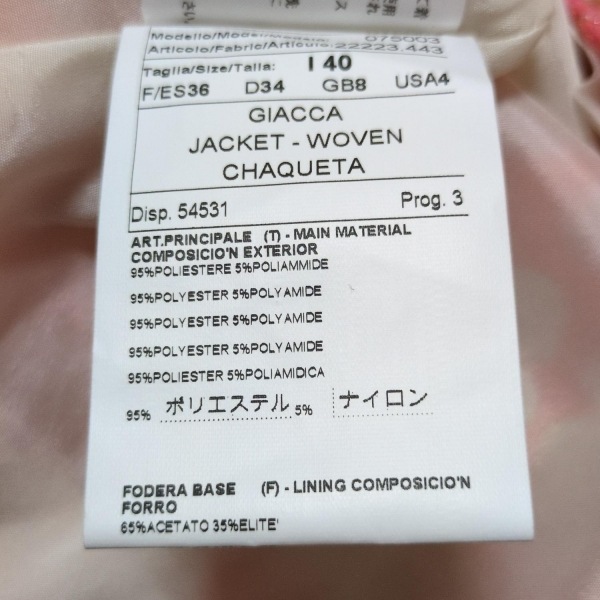 Modello/Model/Modelo: 075003
Articolo/Fabric/Articulo: 22223.443
Taglia/Size/Talla: I 40
F/ES36 D34 GB8 USA4
GIACCA
JACKET - WOVEN
CHAQUETA
Disp. 54531 Prog. 3
ART.PRINCIPALE (T) - MAIN MATERIAL
COMPOSICIO'N EXTERIOR
95%POLIESTERE 5%POLIAMMIDE
95%POLYESTER 5%POLYAMIDE
95%POLYESTER 5%POLYAMIDE
95%POLYESTER 5%POLYAMIDE
95%POLIESTER 5%POLIAMIDICA
95% ポリエステル 5% ナイロン
FODERA BASE (F) - LINING COMPOSICIO'N
FORRO
65%ACETATO 35%ELITE'